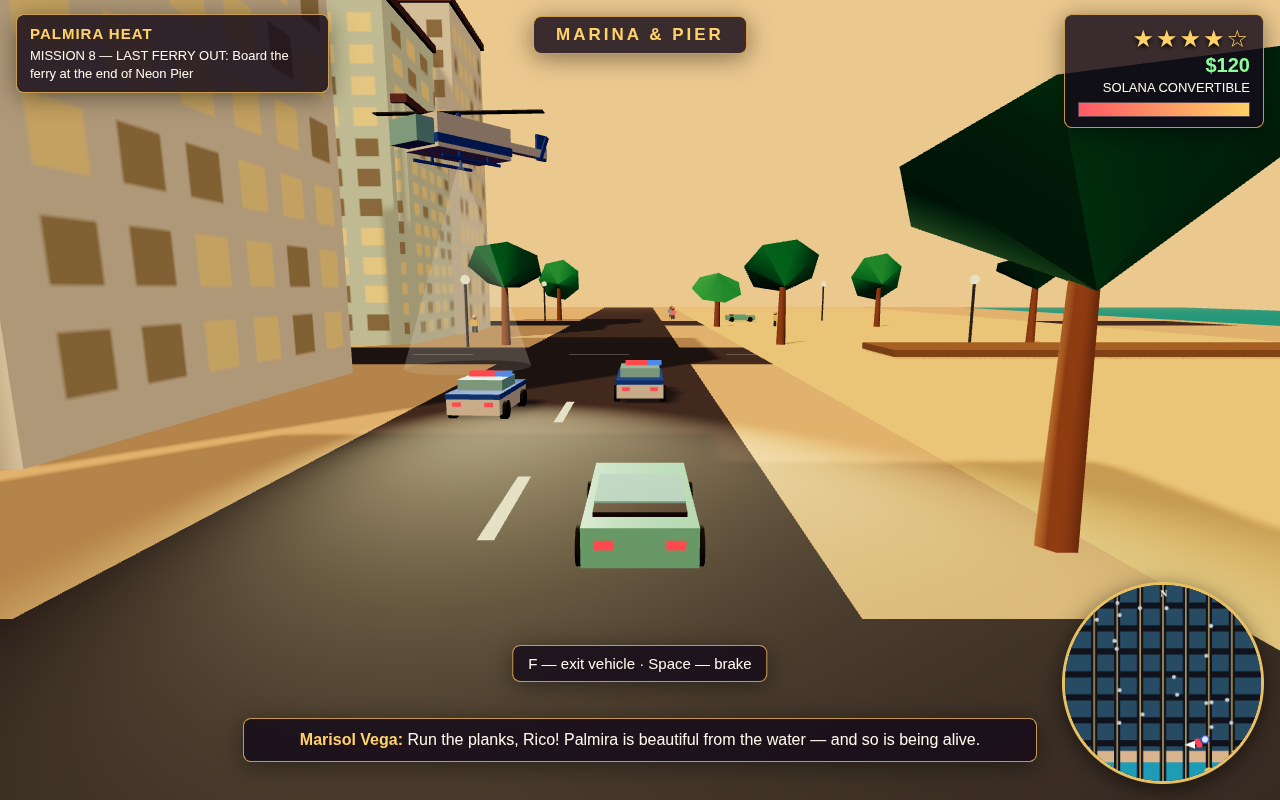 PALMIRA HEAT
MISSION 8 — LAST FERRY OUT: Board the
ferry at the end of Neon Pier
MARINA & PIER
★★★★☆
$120
SOLANA CONVERTIBLE
F — exit vehicle · Space — brake
Marisol Vega: Run the planks, Rico! Palmira is beautiful from the water — and so is being alive.
N